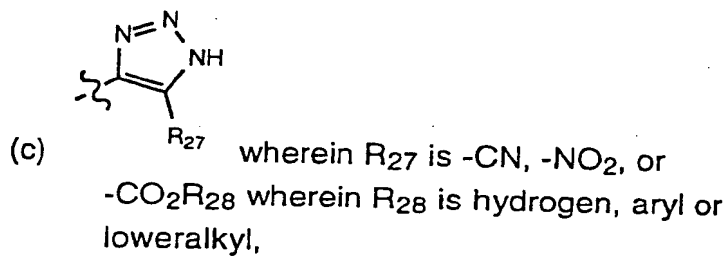 N=N
NH
R27
(c) wherein R27 is -CN, -NO2, or
-CO2R28 wherein R28 is hydrogen, aryl or
loweralkyl,